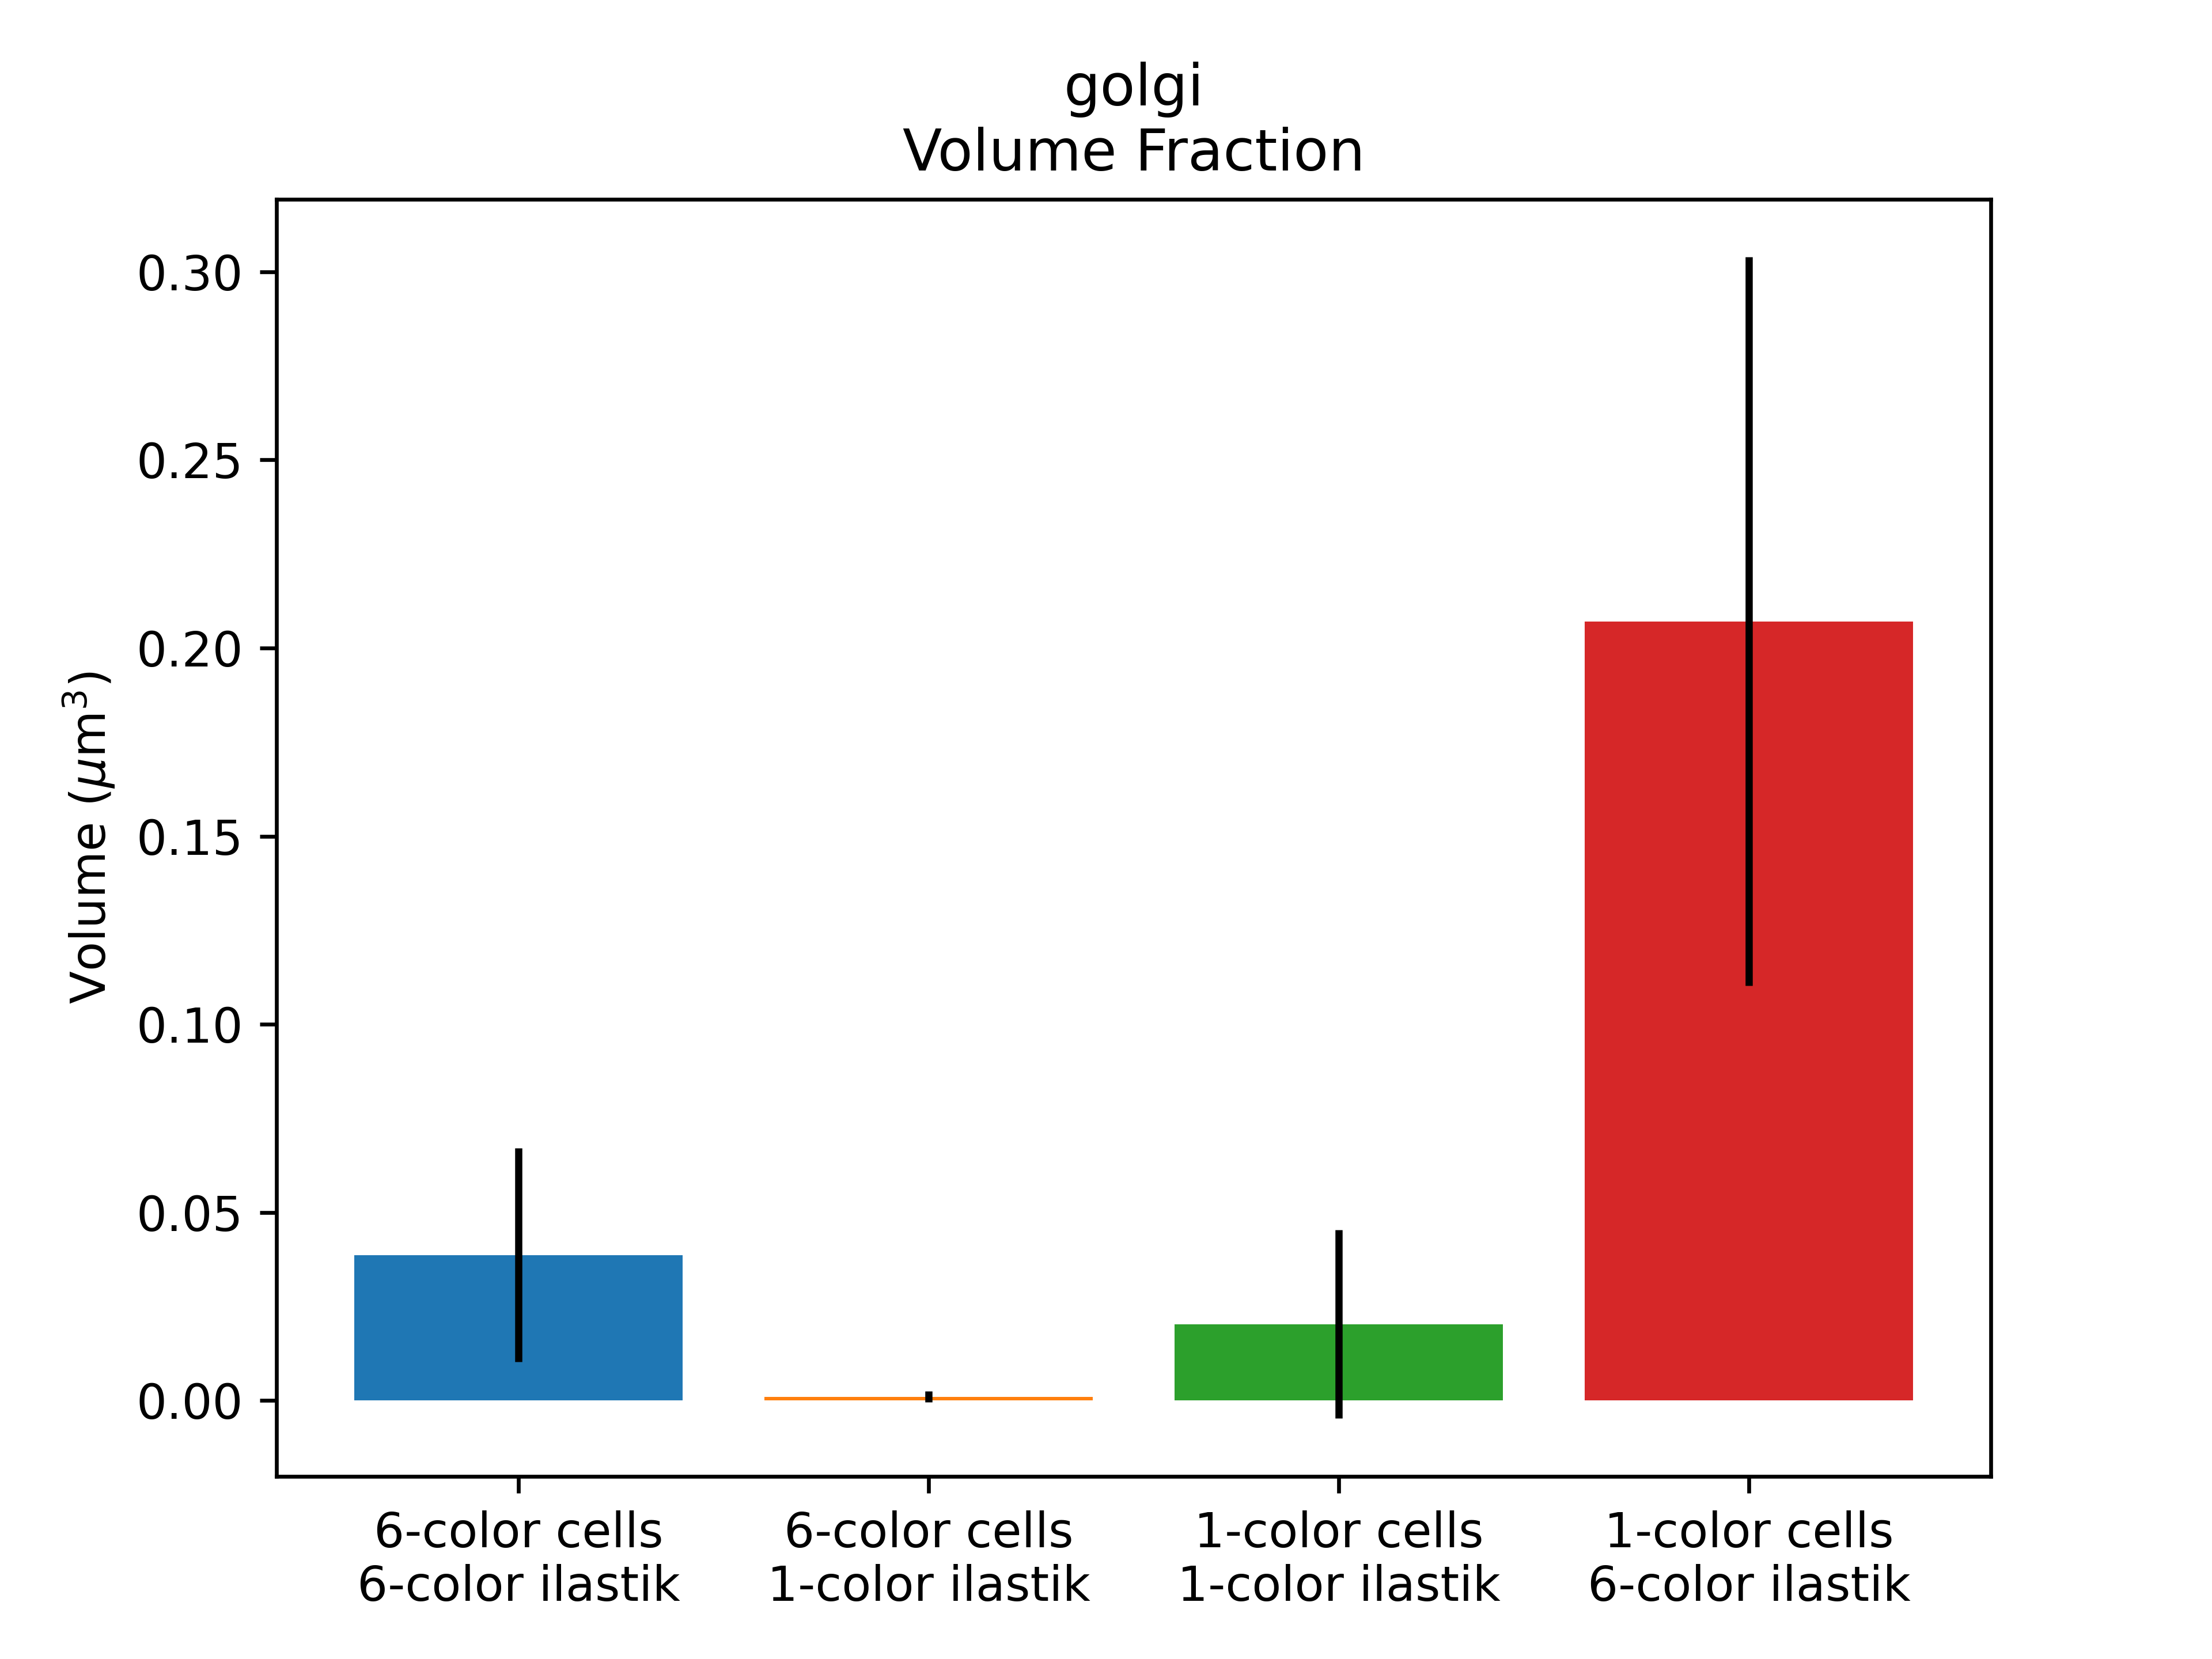 golgi
Volume Fraction
Volume (μm³)
0.30
0.25
0.20
0.15
0.10
0.05
0.00
6-color cells
6-color ilastik
6-color cells
1-color ilastik
1-color cells
1-color ilastik
1-color cells
6-color ilastik